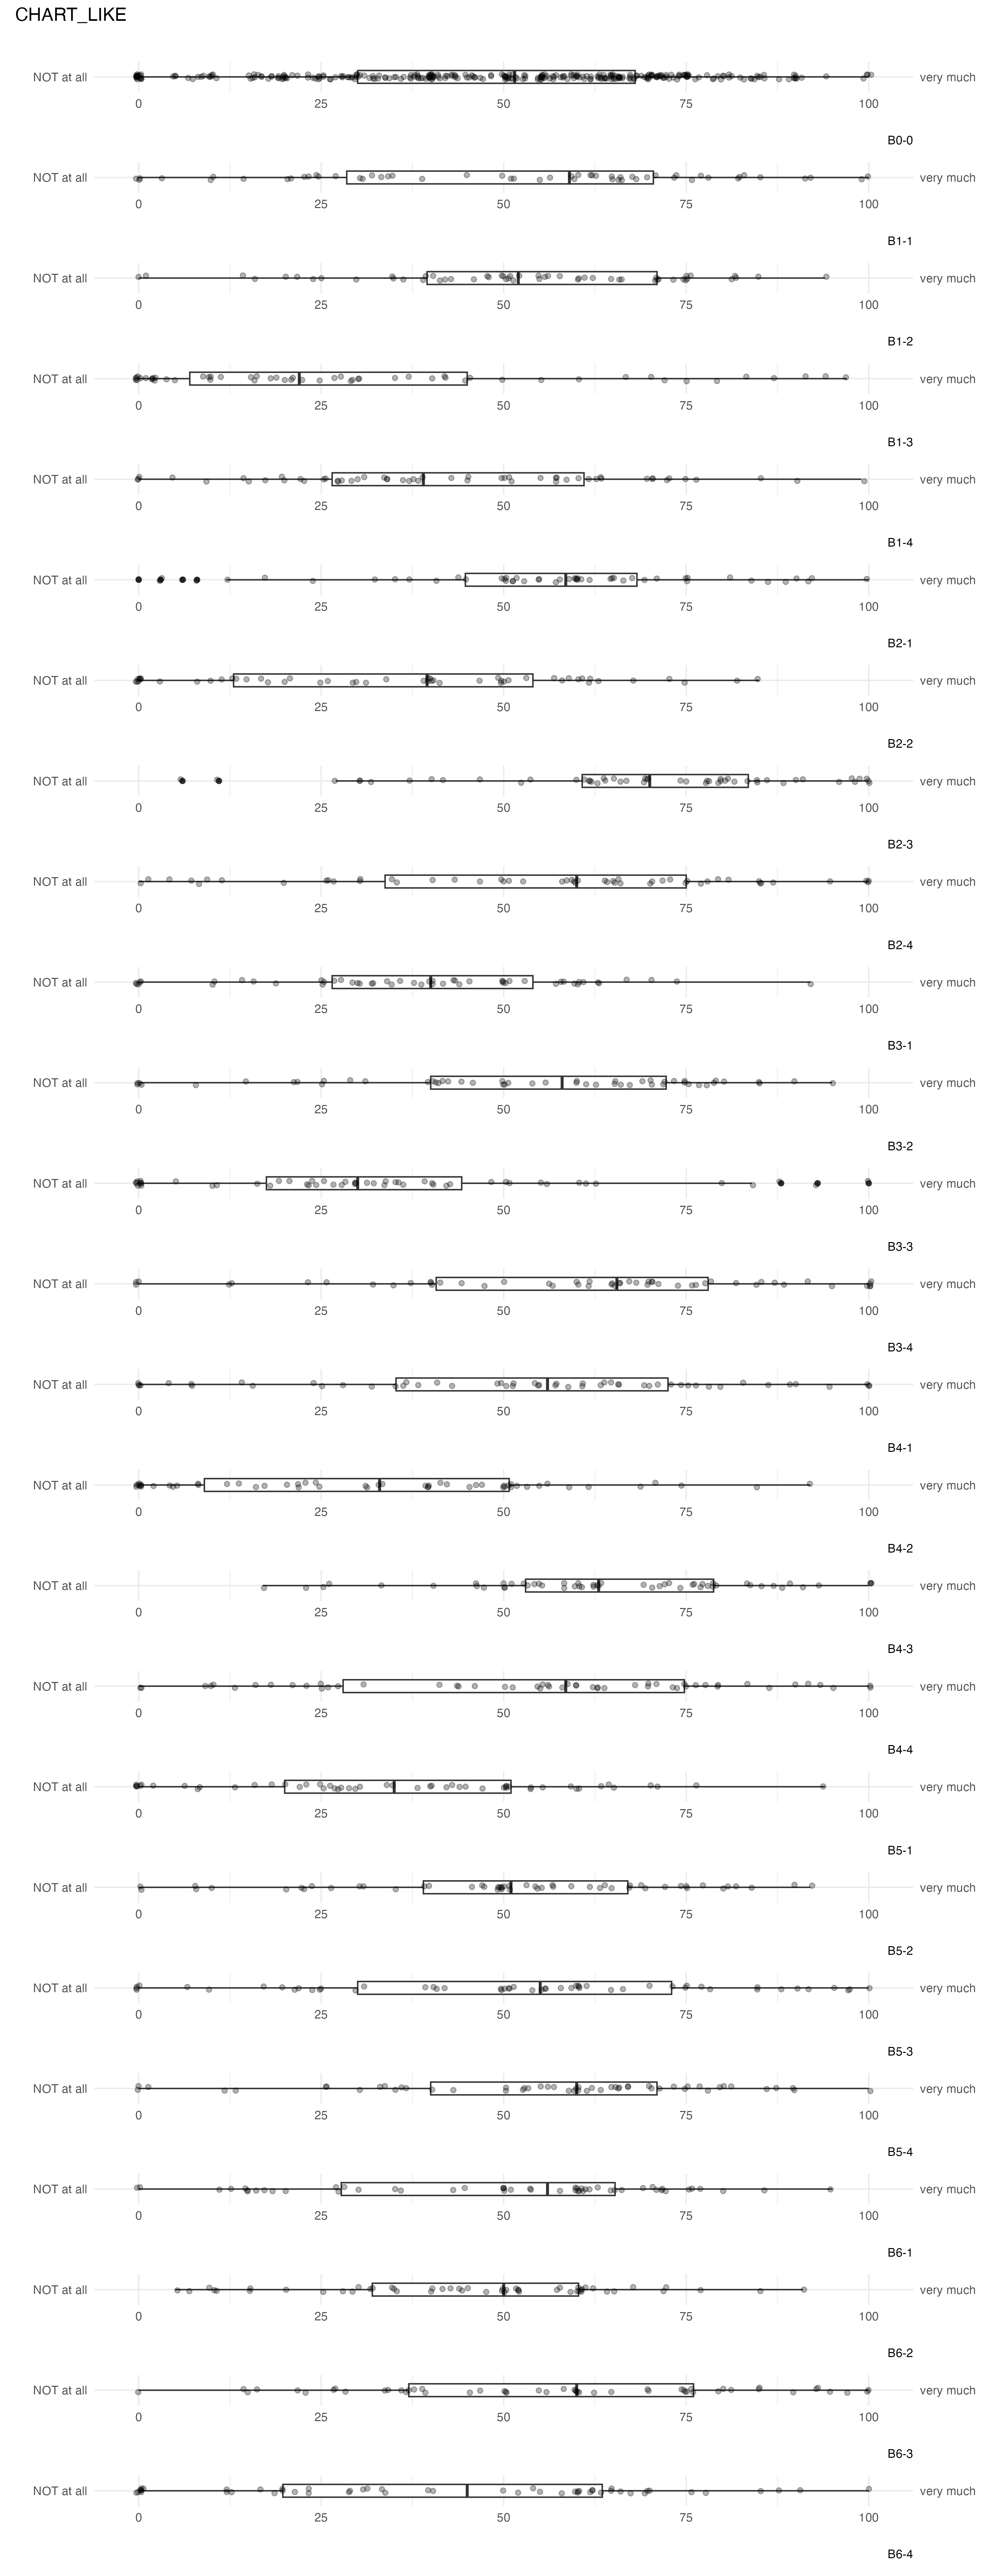 CHART_LIKE
NOT at all very much
0 25 50 75 100
B0-0
NOT at all very much
0 25 50 75 100
B1-1
NOT at all very much
0 25 50 75 100
B1-2
NOT at all very much
0 25 50 75 100
B1-3
NOT at all very much
0 25 50 75 100
B1-4
NOT at all very much
0 25 50 75 100
B2-1
NOT at all very much
0 25 50 75 100
B2-2
NOT at all very much
0 25 50 75 100
B2-3
NOT at all very much
0 25 50 75 100
B2-4
NOT at all very much
0 25 50 75 100
B3-1
NOT at all very much
0 25 50 75 100
B3-2
NOT at all very much
0 25 50 75 100
B3-3
NOT at all very much
0 25 50 75 100
B3-4
NOT at all very much
0 25 50 75 100
B4-1
NOT at all very much
0 25 50 75 100
B4-2
NOT at all very much
0 25 50 75 100
B4-3
NOT at all very much
0 25 50 75 100
B4-4
NOT at all very much
0 25 50 75 100
B5-1
NOT at all very much
0 25 50 75 100
B5-2
NOT at all very much
0 25 50 75 100
B5-3
NOT at all very much
0 25 50 75 100
B5-4
NOT at all very much
0 25 50 75 100
B6-1
NOT at all very much
0 25 50 75 100
B6-2
NOT at all very much
0 25 50 75 100
B6-3
NOT at all very much
0 25 50 75 100
B6-4